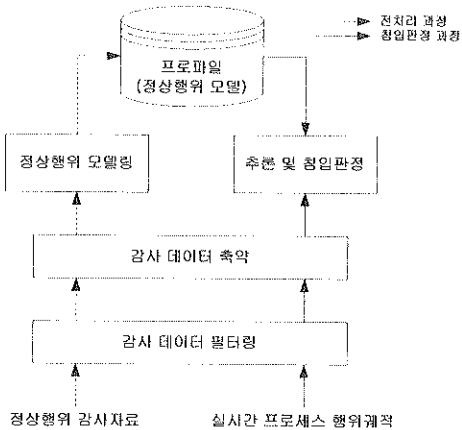 전처리 과정
침입판정 과정
프로파일
(정상행위 모델)
정상행위 모델링
추론 및 침입판정
감사 데이터 축약
감사 데이터 필터링
정상행위 감사자료
실시간 프로세스 행위궤적